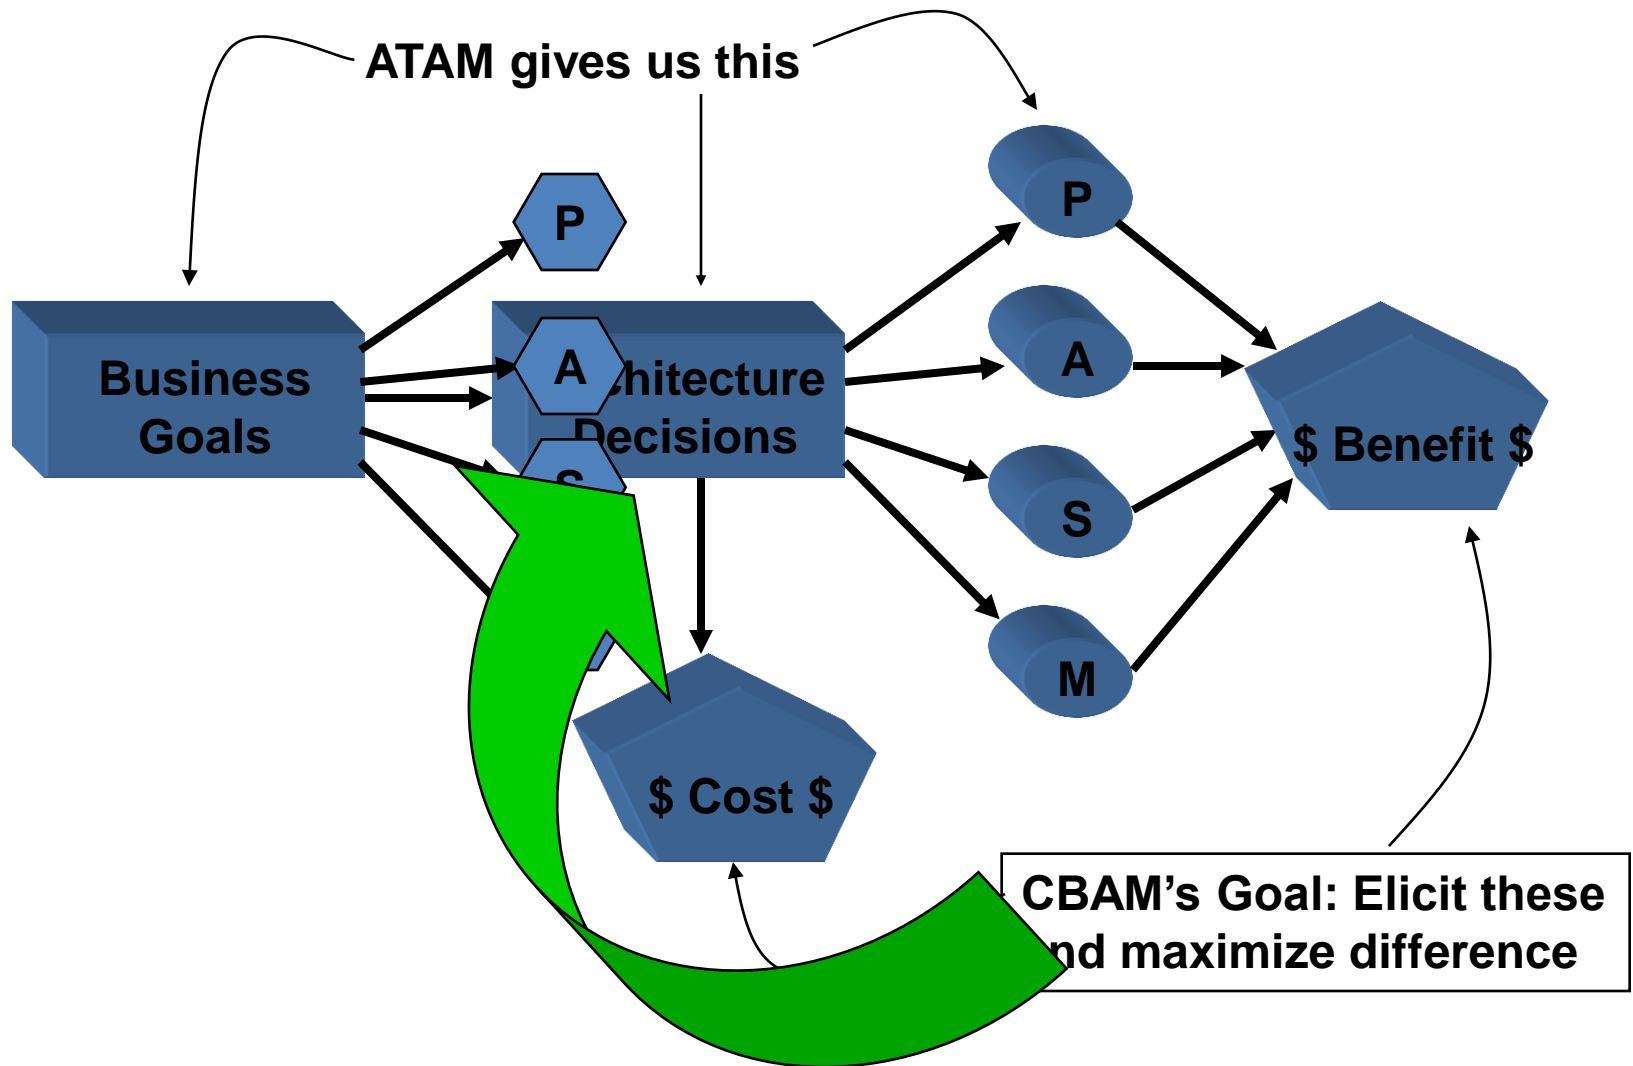 ATAM gives us this
P
P
A
A
S
S
M
Business
Goals
chitecture
Decisions
$ Benefit $
$ Cost $
CBAM’s Goal: Elicit these
nd maximize difference